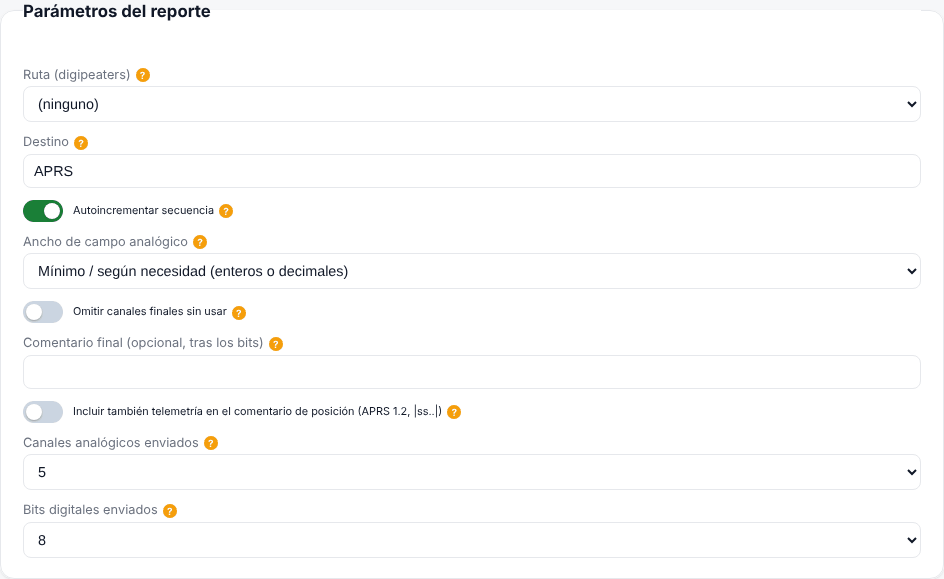 Parámetros del reporte
Ruta (digipeaters) ?
(ninguno)
Destino ?
APRS
Autoincrementar secuencia ?
Ancho de campo analógico ?
Mínimo / según necesidad (enteros o decimales)
Omitir canales finales sin usar ?
Comentario final (opcional, tras los bits) ?
Incluir también telemetría en el comentario de posición (APRS 1.2, |ss..|) ?
Canales analógicos enviados ?
5
Bits digitales enviados ?
8